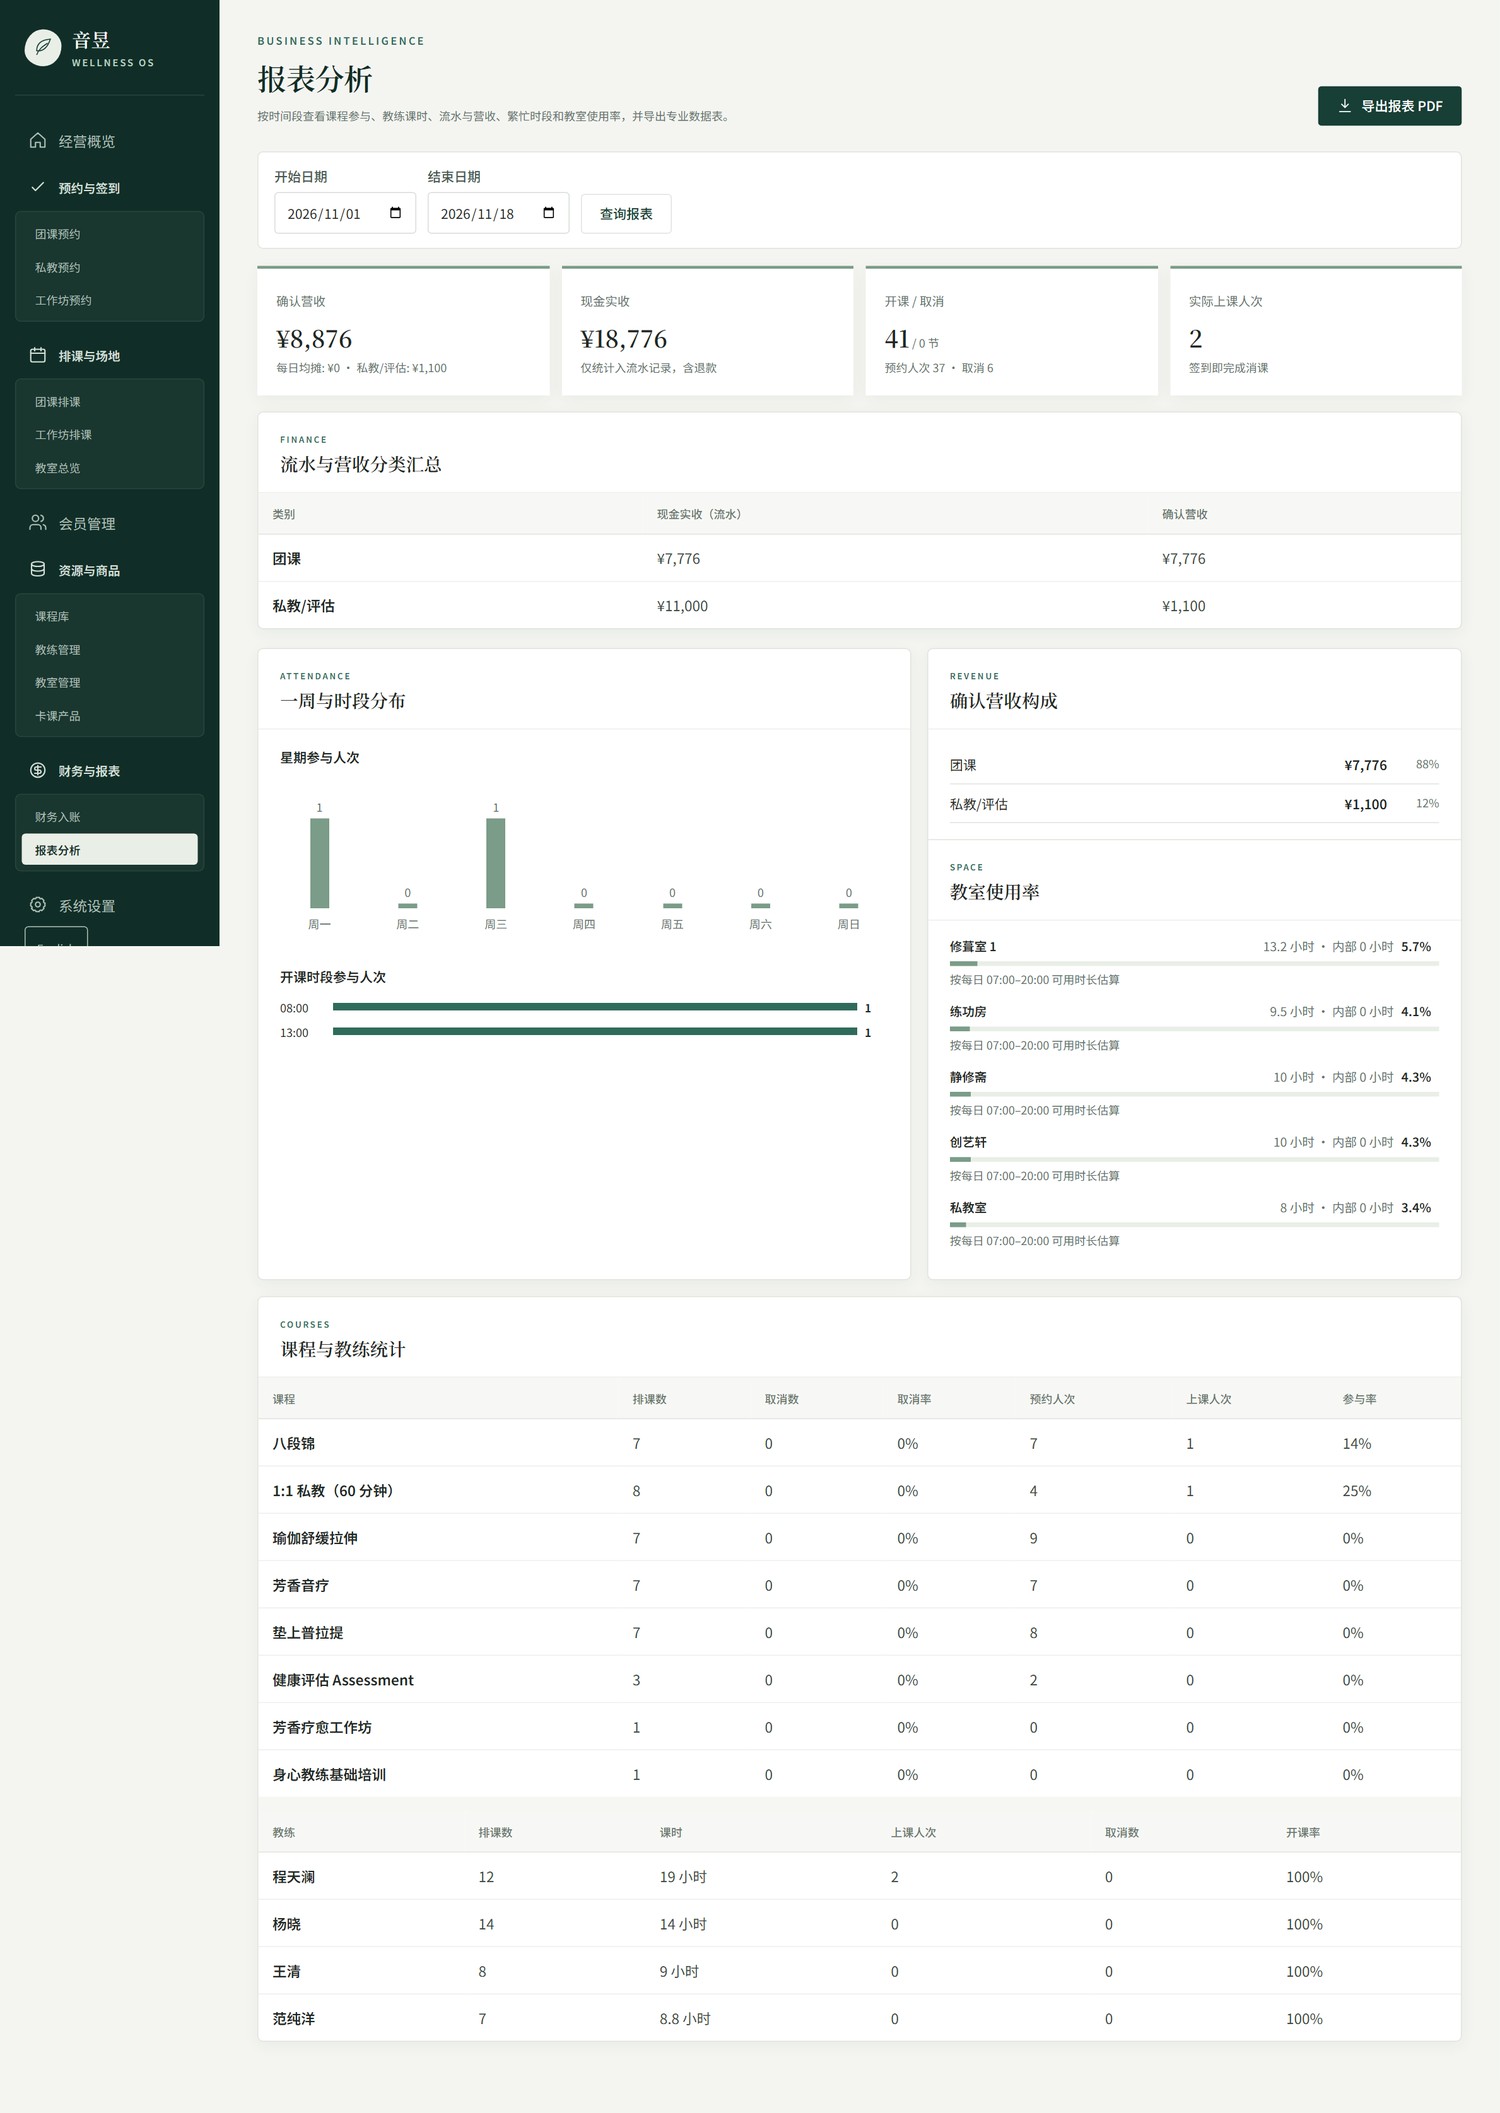 音昱
WELLNESS OS
经营概览
预约与签到
团课预约
私教预约
工作坊预约
排课与场地
团课排课
工作坊排课
教室总览
会员管理
资源与商品
课程库
教练管理
教室管理
卡课产品
财务与报表
财务入账
报表分析
系统设置
BUSINESS INTELLIGENCE
报表分析
按时间段查看课程参与、教练课时、流水与营收、繁忙时段和教室使用率，并导出专业数据表。
导出报表 PDF
开始日期 结束日期
2026/11/01 2026/11/18 查询报表
确认营收
¥8,876
每日均摊: ¥0 · 私教/评估: ¥1,100
现金实收
¥18,776
仅统计入流水记录，含退款
开课 / 取消
41 / 0 节
预约人次 37 · 取消 6
实际上课人次
2
签到即完成消课
FINANCE
流水与营收分类汇总
类别 现金实收（流水） 确认营收
团课 ¥7,776 ¥7,776
私教/评估 ¥11,000 ¥1,100
ATTENDANCE
一周与时段分布
星期参与人次
1 0 1 0 0 0 0
周一 周二 周三 周四 周五 周六 周日
开课时段参与人次
08:00 1
13:00 1
REVENUE
确认营收构成
团课 ¥7,776 88%
私教/评估 ¥1,100 12%
SPACE
教室使用率
修葺室 1 13.2 小时 · 内部 0 小时 5.7%
按每日 07:00–20:00 可用时长估算
练功房 9.5 小时 · 内部 0 小时 4.1%
按每日 07:00–20:00 可用时长估算
静修斋 10 小时 · 内部 0 小时 4.3%
按每日 07:00–20:00 可用时长估算
创艺轩 10 小时 · 内部 0 小时 4.3%
按每日 07:00–20:00 可用时长估算
私教室 8 小时 · 内部 0 小时 3.4%
按每日 07:00–20:00 可用时长估算
COURSES
课程与教练统计
课程 排课数 取消数 取消率 预约人次 上课人次 参与率
八段锦 7 0 0% 7 1 14%
1:1 私教（60 分钟） 8 0 0% 4 1 25%
瑜伽舒缓拉伸 7 0 0% 9 0 0%
芳香音疗 7 0 0% 7 0 0%
垫上普拉提 7 0 0% 8 0 0%
健康评估 Assessment 3 0 0% 2 0 0%
芳香疗愈工作坊 1 0 0% 0 0 0%
身心教练基础培训 1 0 0% 0 0 0%
教练 排课数 课时 上课人次 取消数 开课率
程天澜 12 19 小时 2 0 100%
杨晓 14 14 小时 0 0 100%
王清 8 9 小时 0 0 100%
范纯洋 7 8.8 小时 0 0 100%